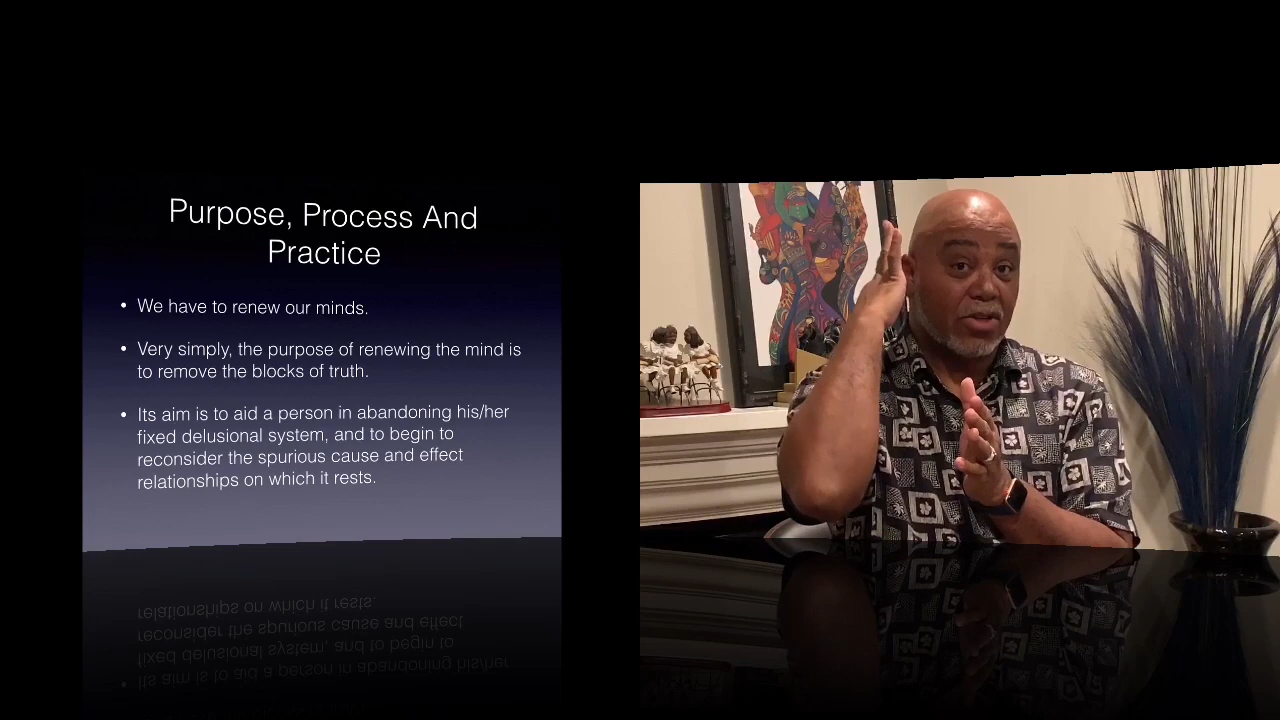 Purpose, Process And
Practice
• We have to renew our minds.
• Very simply, the purpose of renewing the mind is
to remove the blocks of truth.
• Its aim is to aid a person in abandoning his/her
fixed delusional system, and to begin to
reconsider the spurious cause and effect
relationships on which it rests.